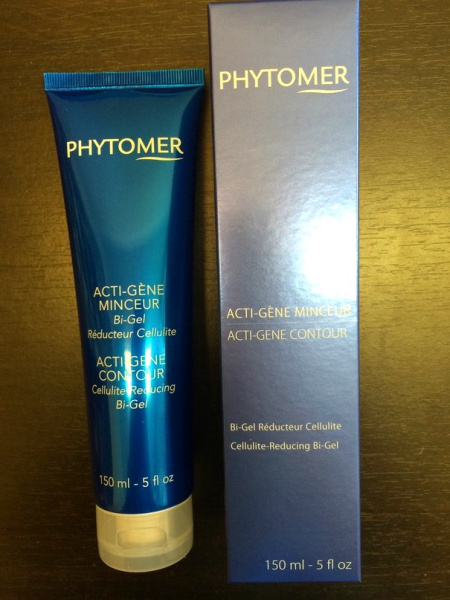 PHYTOMER
ACTI-GÈNE
MINCEUR
Bi-Gel
Réducteur Cellulite
ACTI-GENE
CONTOUR
Cellulite-Reducing
Bi-Gel
150 ml - 5 fl oz
PHYTOMER
ACTI-GÈNE MINCEUR
ACTI-GENE CONTOUR
Bi-Gel Réducteur Cellulite
Cellulite-Reducing Bi-Gel
150 ml - 5 fl oz